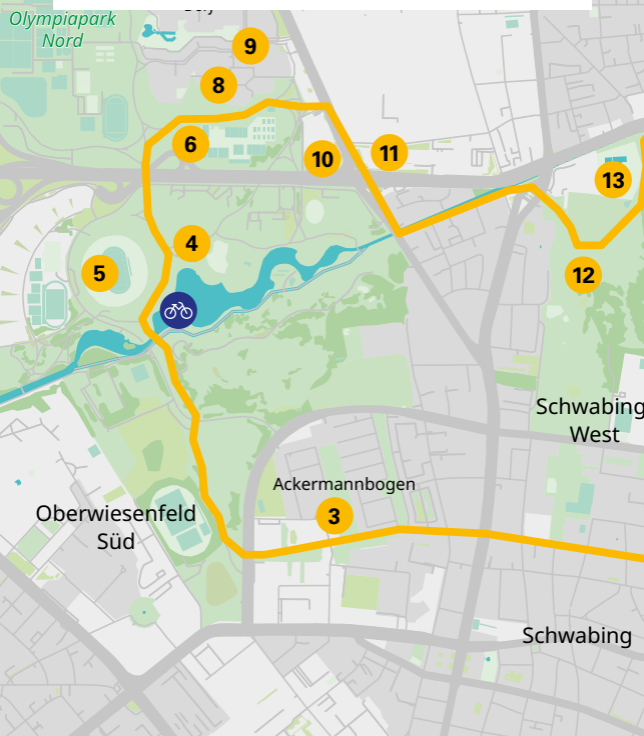 Olympiapark
Nord
9
8
6
10
11
13
4
5
12
Schwabing
West
Ackermannbogen
3
Oberwiesenfeld
Süd
Schwabing